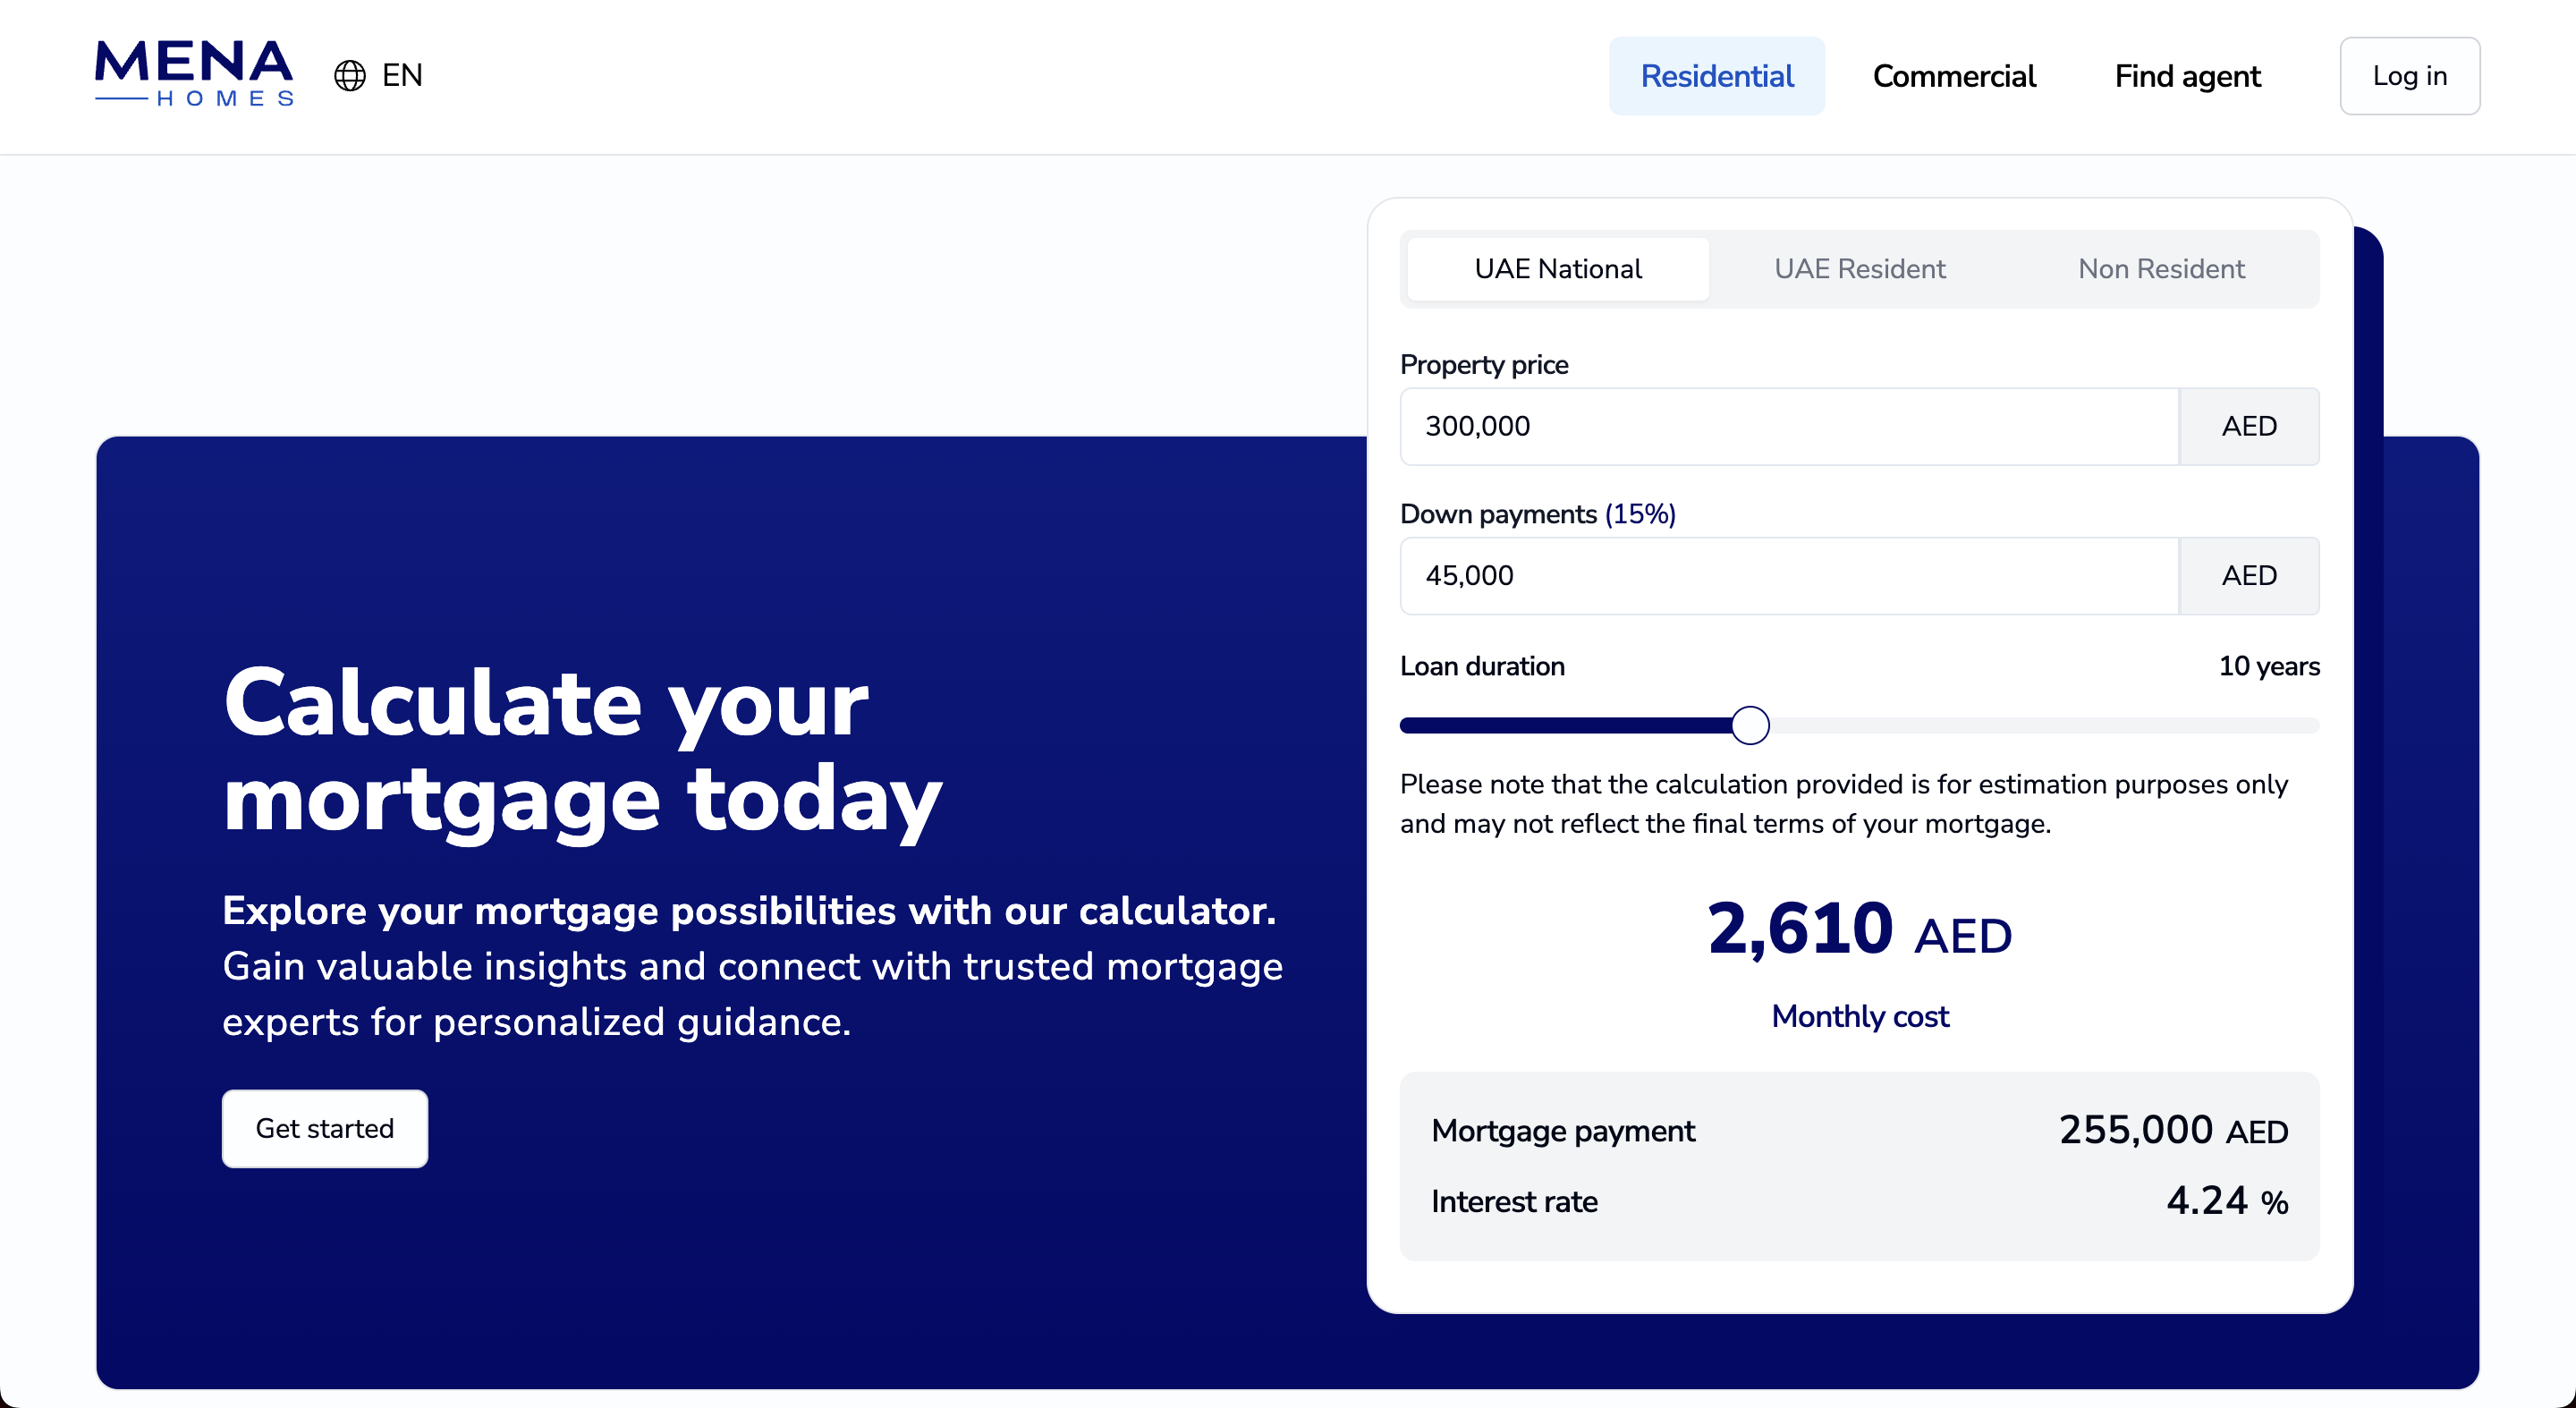 MENA
HOMES
EN
Residential
Commercial
Find agent
Log in
Calculate your
mortgage today
Explore your mortgage possibilities with our calculator.
Gain valuable insights and connect with trusted mortgage
experts for personalized guidance.
Get started
UAE National
UAE Resident
Non Resident
Property price
300,000 AED
Down payments (15%)
45,000 AED
Loan duration 10 years
Please note that the calculation provided is for estimation purposes only
and may not reflect the final terms of your mortgage.
2,610 AED
Monthly cost
Mortgage payment 255,000 AED
Interest rate 4.24 %